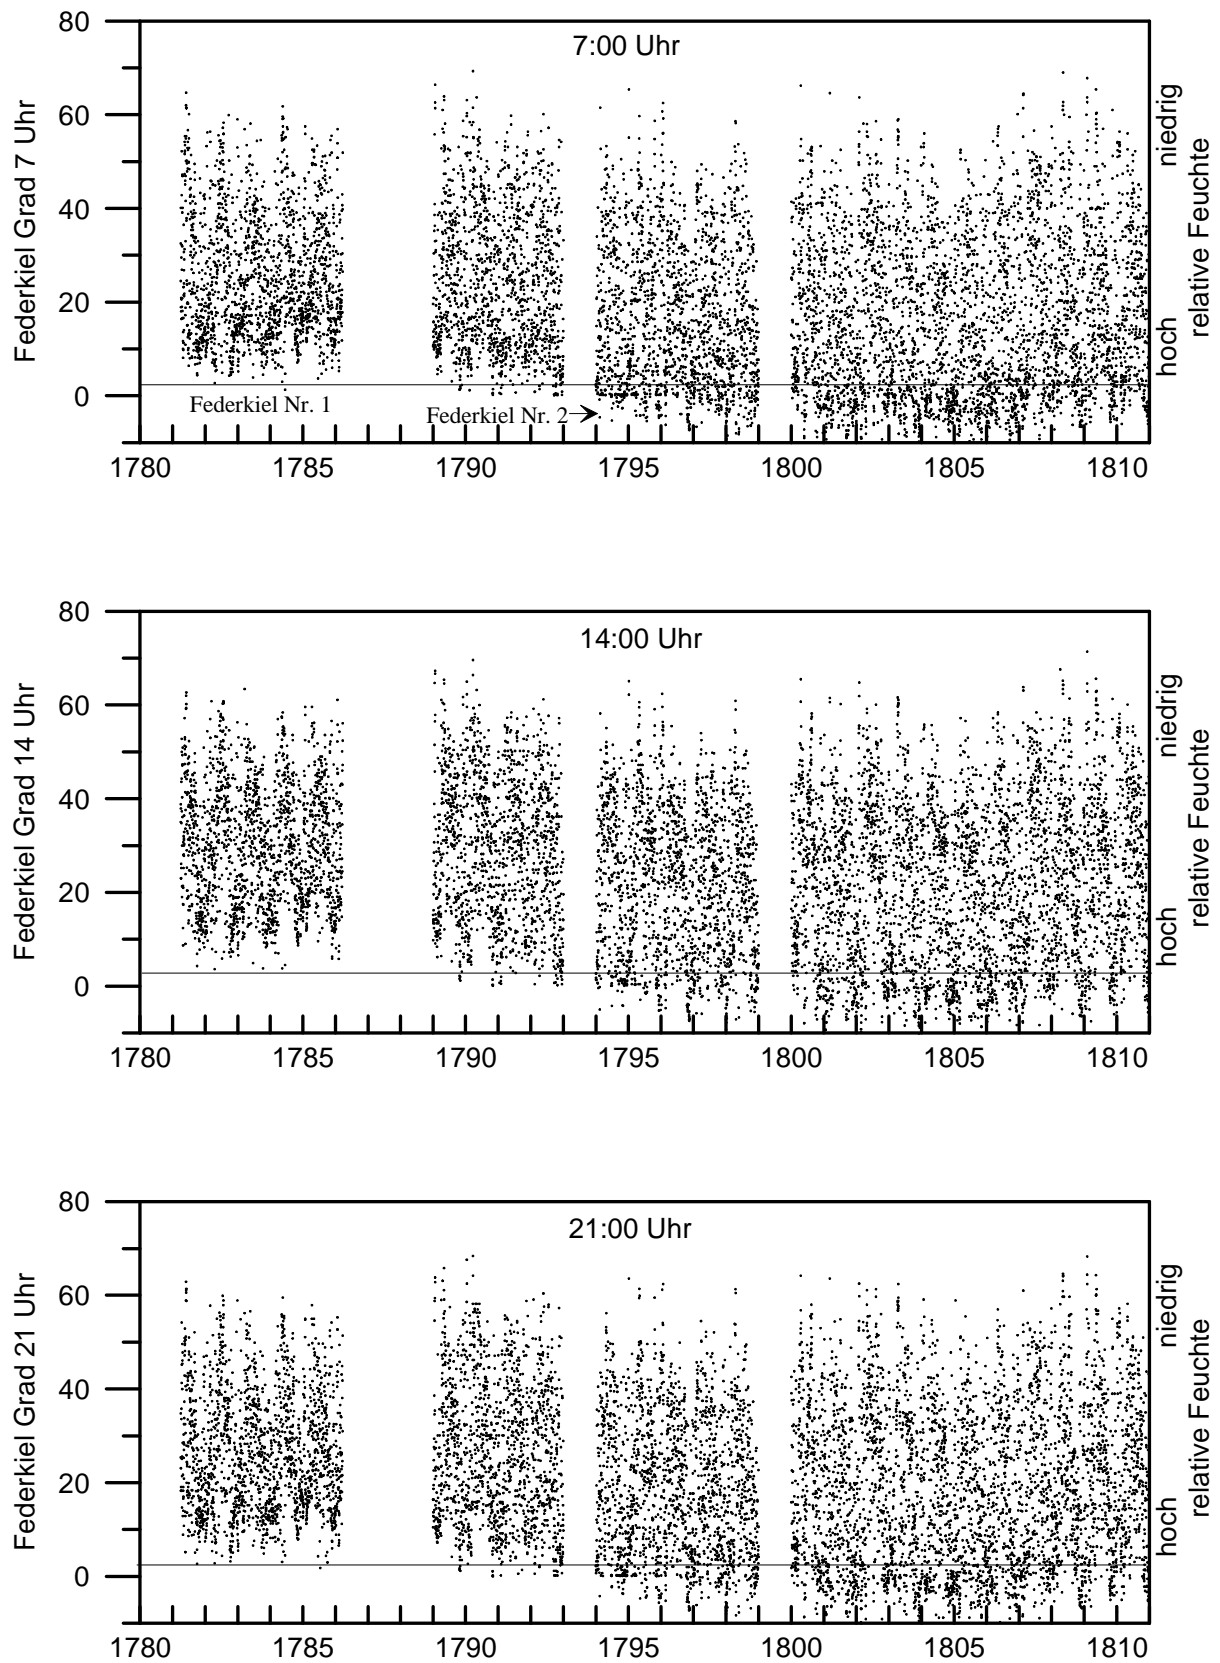 7:00 Uhr
Federkiel Grad 7 Uhr
80
60
40
20
0
niedrig
hoch
relative Feuchte
Federkiel Nr. 1
Federkiel Nr. 2
1780 1785 1790 1795 1800 1805 1810
14:00 Uhr
Federkiel Grad 14 Uhr
80
60
40
20
0
niedrig
hoch
relative Feuchte
1780 1785 1790 1795 1800 1805 1810
21:00 Uhr
Federkiel Grad 21 Uhr
80
60
40
20
0
niedrig
hoch
relative Feuchte
1780 1785 1790 1795 1800 1805 1810